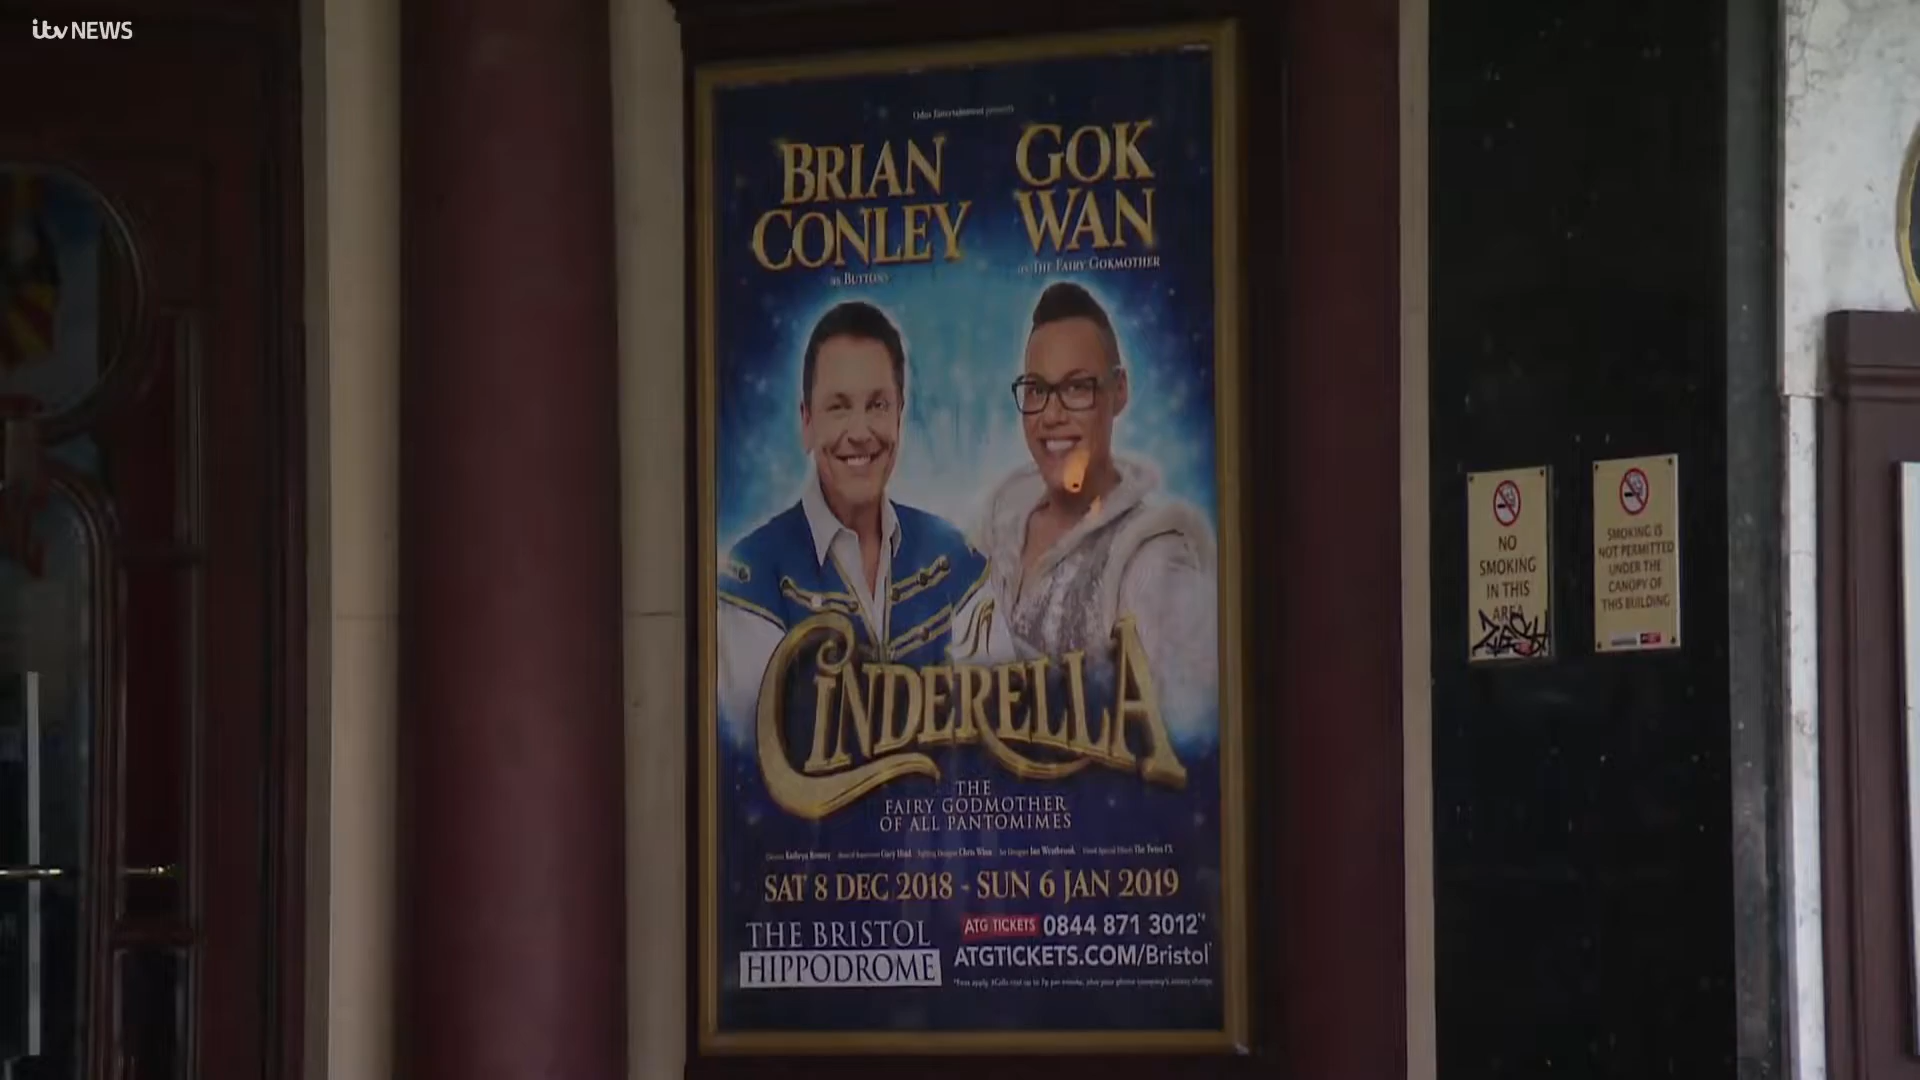 itv NEWS
BRIAN CONLEY
as BUTTONS
GOK WAN
as THE FAIRY GOKMOTHER
CINDERELLA
THE
FAIRY GODMOTHER
OF ALL PANTOMIMES
SAT 8 DEC 2018 - SUN 6 JAN 2019
THE BRISTOL
HIPPODROME
ATG TICKETS 0844 871 3012*
ATGTICKETS.COM/Bristol*
NO
SMOKING
IN THIS
AREA
SMOKING IS
NOT PERMITTED
UNDER THE
CANOPY OF
THIS BUILDING